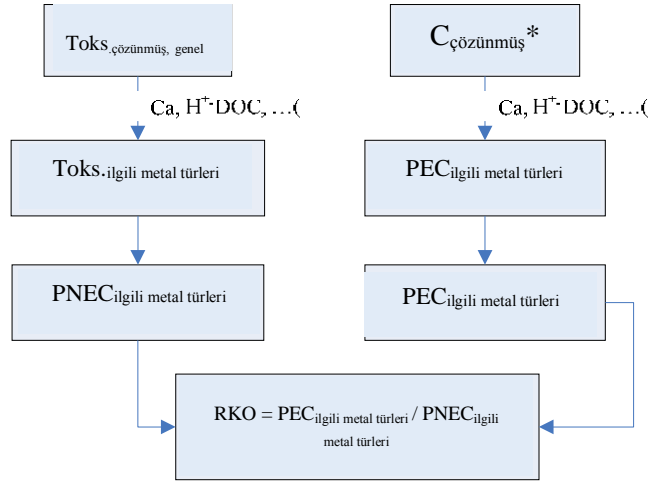 Toks.çözünmüş, genel
Cçözünmüş*
Ca, H⁺-DOC, …(
Ca, H⁺-DOC, …(
Toks.ilgili metal türleri
PECilgili metal türleri
PNECilgili metal türleri
PECilgili metal türleri
RKO = PECilgili metal türleri / PNECilgili
metal türleri